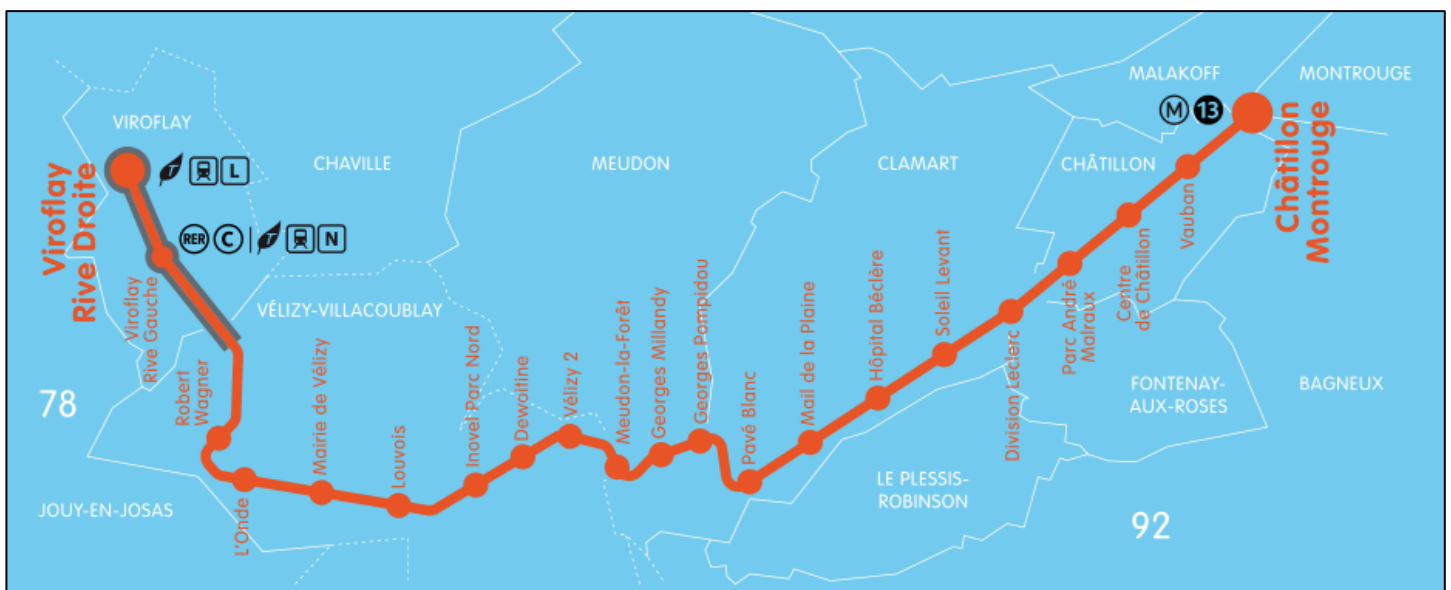 MALAKOFF
MONTROUGE
M 13
VIROFLAY
CHAVILLE
MEUDON
CLAMART
CHÂTILLON
Châtillon
Montrouge
Viroflay
Rive Droite
T L
RER C T N
Vauban
Centre
de Châtillon
Viroflay
Rive Gauche
VÉLIZY-VILLACOUBLAY
Parc André
Malraux
Robert
Wagner
L'Onde
Mairie de Vélizy
Louvois
Inovel Parc Nord
Dewoitine
Vélizy 2
Meudon-la-Forêt
Georges Millandy
Georges Pompidou
Pavé Blanc
Mail de la Plaine
Hôpital Béclère
Soleil Levant
Division Leclerc
78
FONTENAY-
AUX-ROSES
BAGNEUX
LE PLESSIS-
ROBINSON
JOUY-EN-JOSAS
92